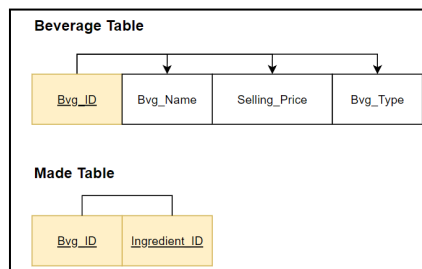 Beverage Table
Bvg_ID Bvg_Name Selling_Price Bvg_Type
Made Table
Bvg_ID Ingredient_ID